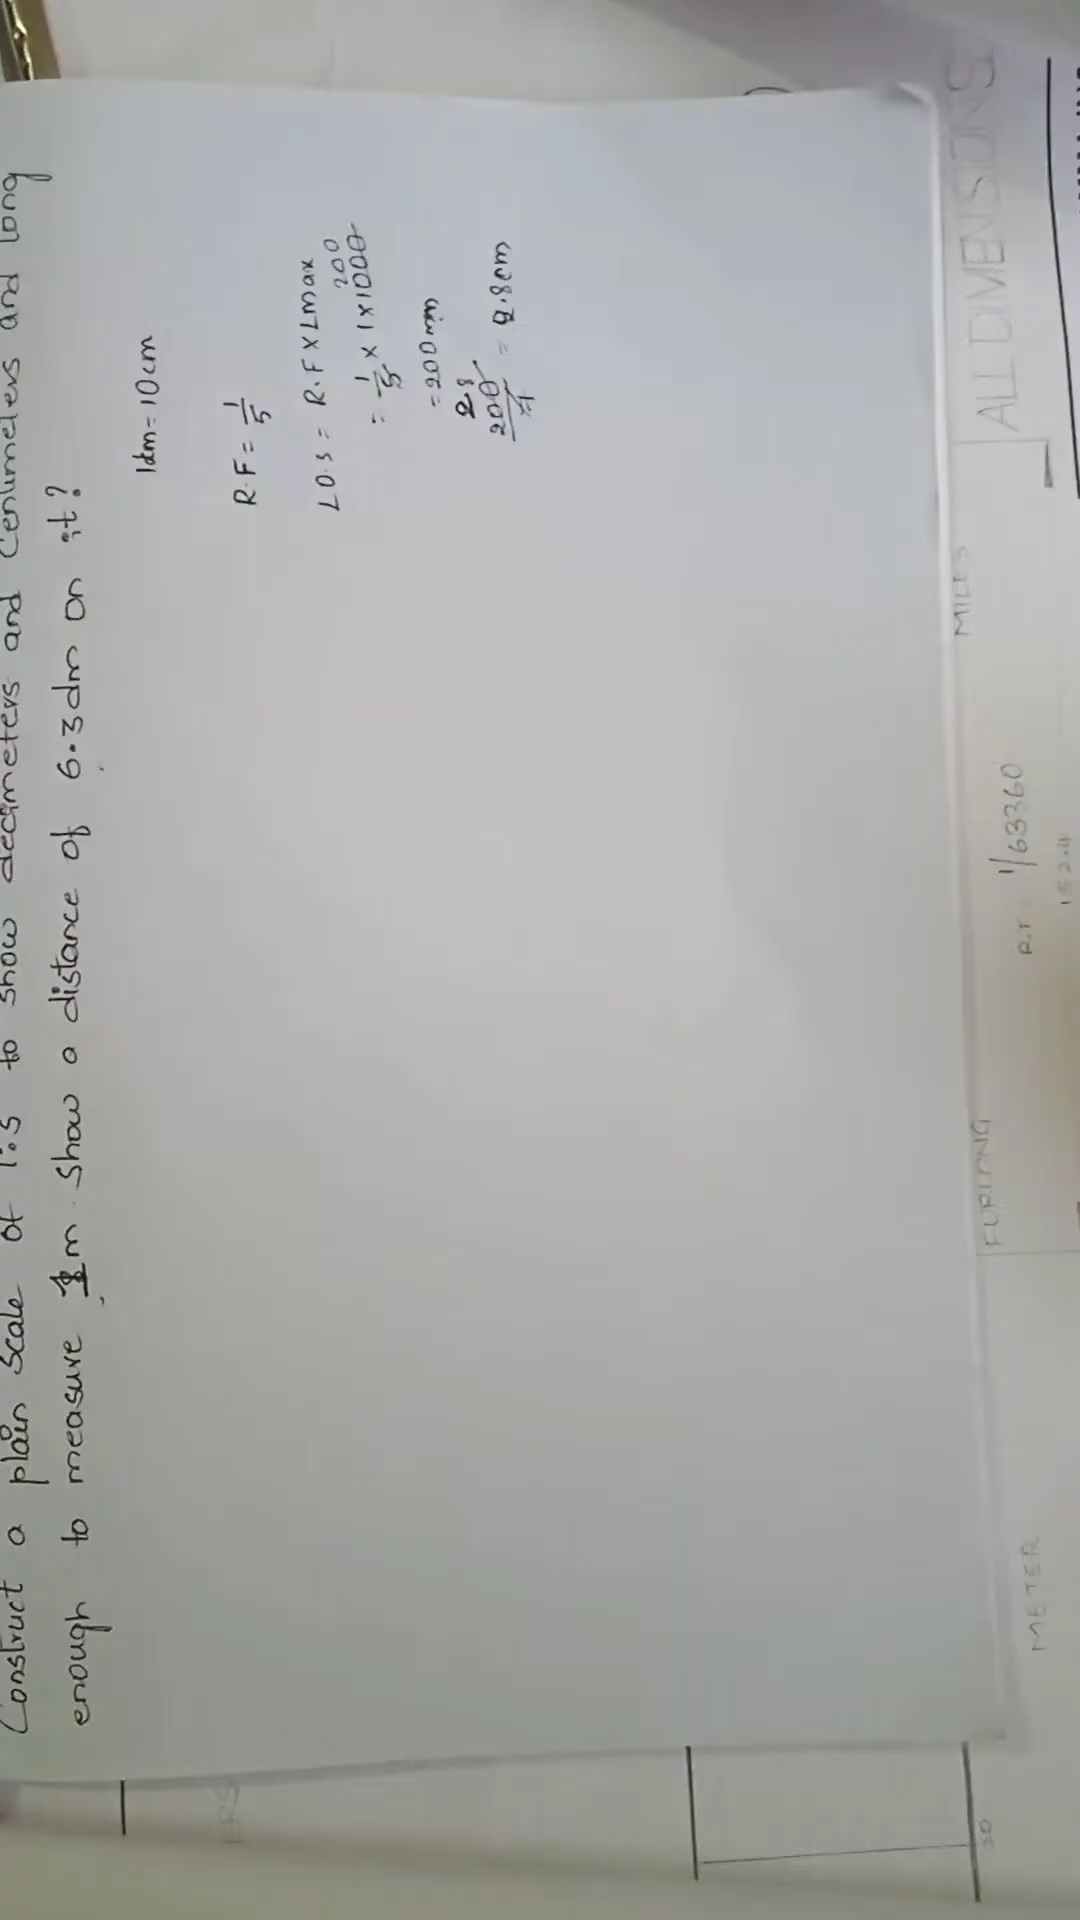 Construct a plain scale of 1:5 to show decimeters and Centimeters and long
enough to measure 1m. show a distance of 6.3dm on it?
1dm = 10cm
R.F = 1/5
L.O.S = R.F X Lmax
= 1/5 X 1 X 1000 200
= 200mm
= 2.8cm
ALL DIMENSIONS
MILES
R.F = 1/63360
FURLONG
METER
ERS